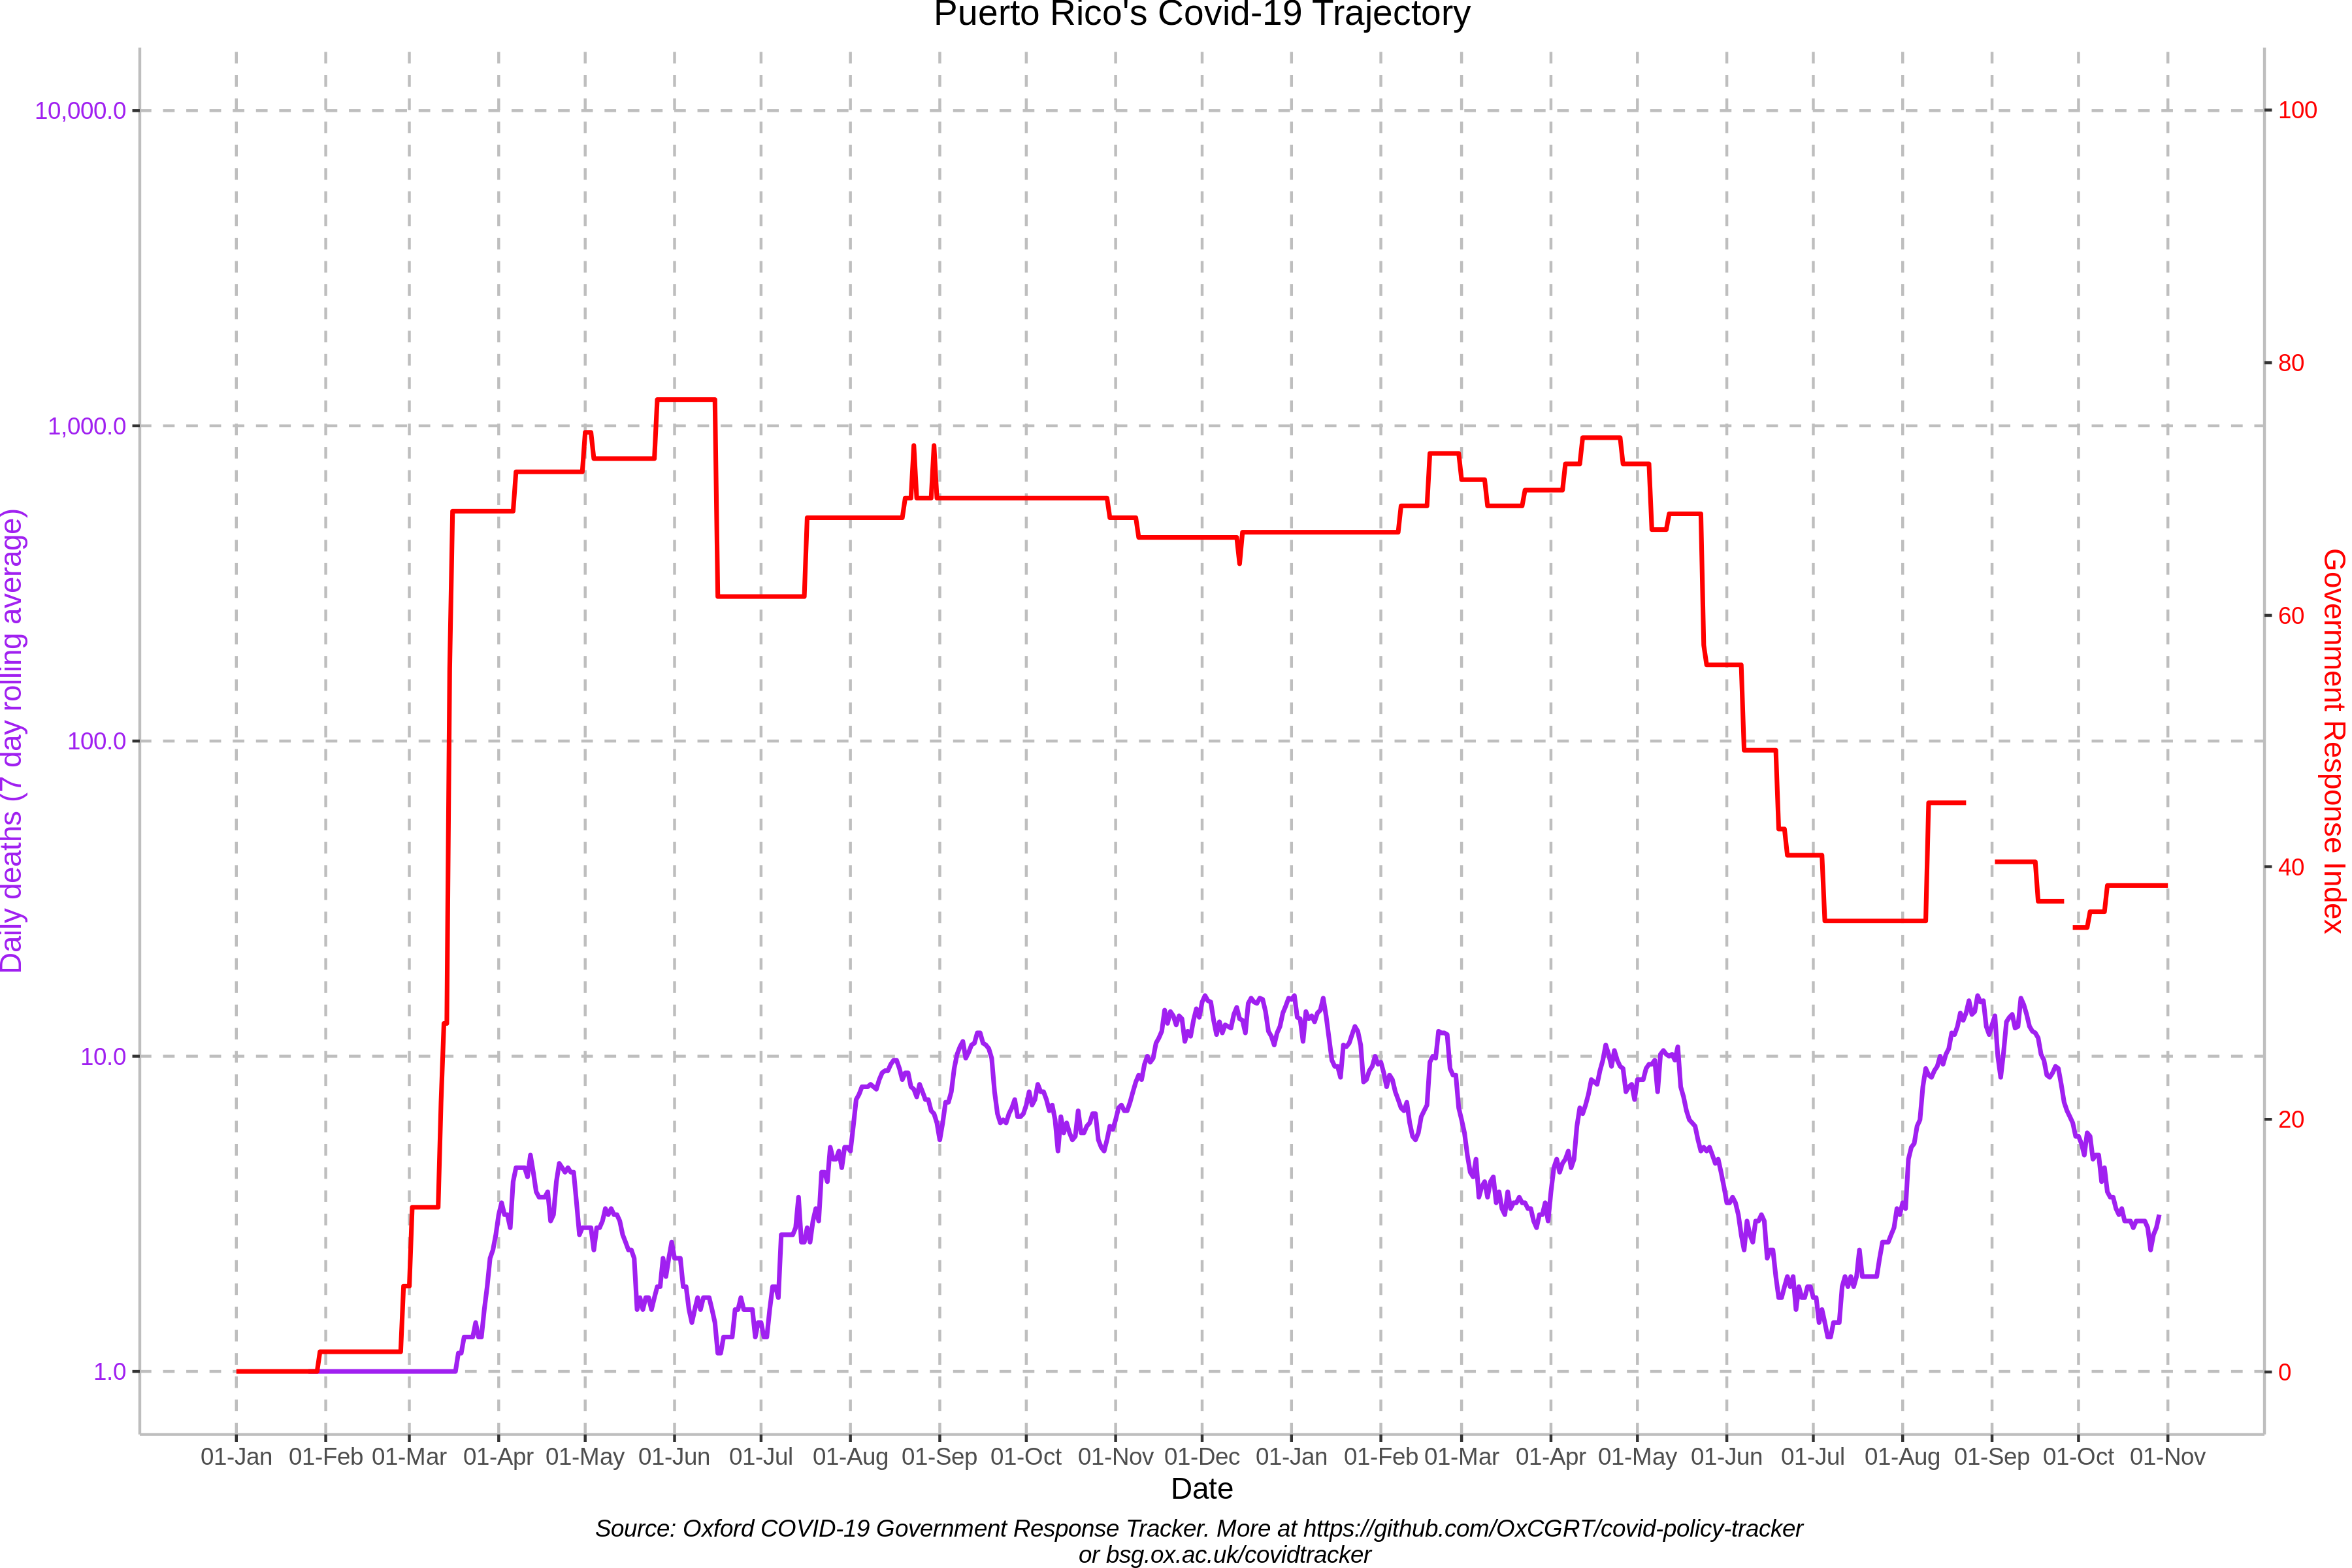 Puerto Rico's Covid-19 Trajectory
10,000.0
1,000.0
100.0
10.0
1.0
Daily deaths (7 day rolling average)
100
80
60
40
20
0
Government Response Index
01-Jan 01-Feb 01-Mar 01-Apr 01-May 01-Jun 01-Jul 01-Aug 01-Sep 01-Oct 01-Nov 01-Dec 01-Jan 01-Feb 01-Mar 01-Apr 01-May 01-Jun 01-Jul 01-Aug 01-Sep 01-Oct 01-Nov
Date
Source: Oxford COVID-19 Government Response Tracker. More at https://github.com/OxCGRT/covid-policy-tracker
or bsg.ox.ac.uk/covidtracker